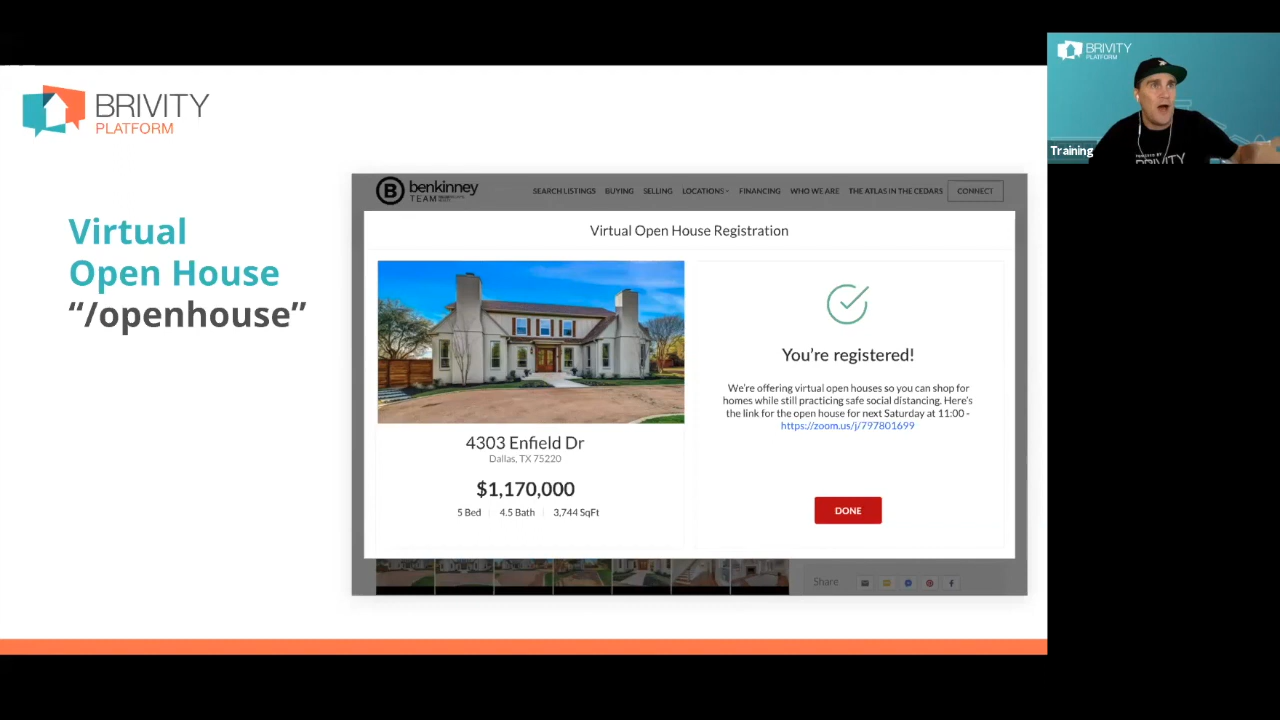 BRIVITY
PLATFORM
Virtual
Open House
“/openhouse”
B benkinney
TEAM
SEARCH LISTINGS BUYING SELLING LOCATIONS FINANCING WHO WE ARE THE ATLAS IN THE CEDARS CONNECT
Virtual Open House Registration
4303 Enfield Dr
Dallas, TX 75220
$1,170,000
5 Bed 4.5 Bath 3,744 SqFt
You’re registered!
We’re offering virtual open houses so you can shop for
homes while still practicing safe social distancing. Here’s
the link for the open house for next Saturday at 11:00 -
https://zoom.us/j/797801699
DONE
Share
BRIVITY
PLATFORM
POWERED BY
BRIVITY
Training